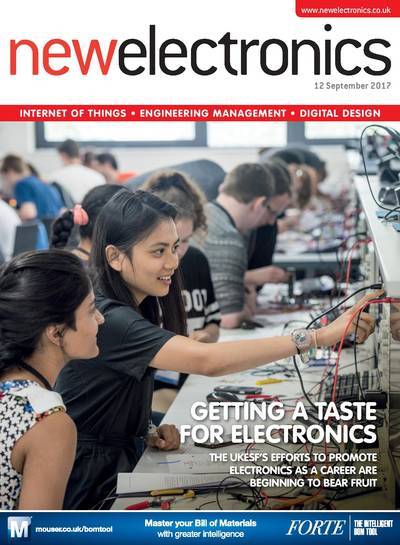 www.newelectronics.co.uk
newelectronics
12 September 2017
INTERNET OF THINGS • ENGINEERING MANAGEMENT • DIGITAL DESIGN
GETTING A TASTE
FOR ELECTRONICS
THE UKESF'S EFFORTS TO PROMOTE
ELECTRONICS AS A CAREER ARE
BEGINNING TO BEAR FRUIT
M
mouser.co.uk/bomtool
Master your Bill of Materials
with greater intelligence
FORTE
THE INTELLIGENT
BOM TOOL